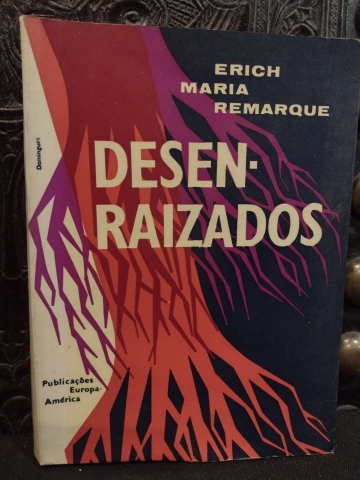 ERICH
MARIA
REMARQUE
DESEN-
RAIZADOS
Domingues
Publicações
Europa-
América